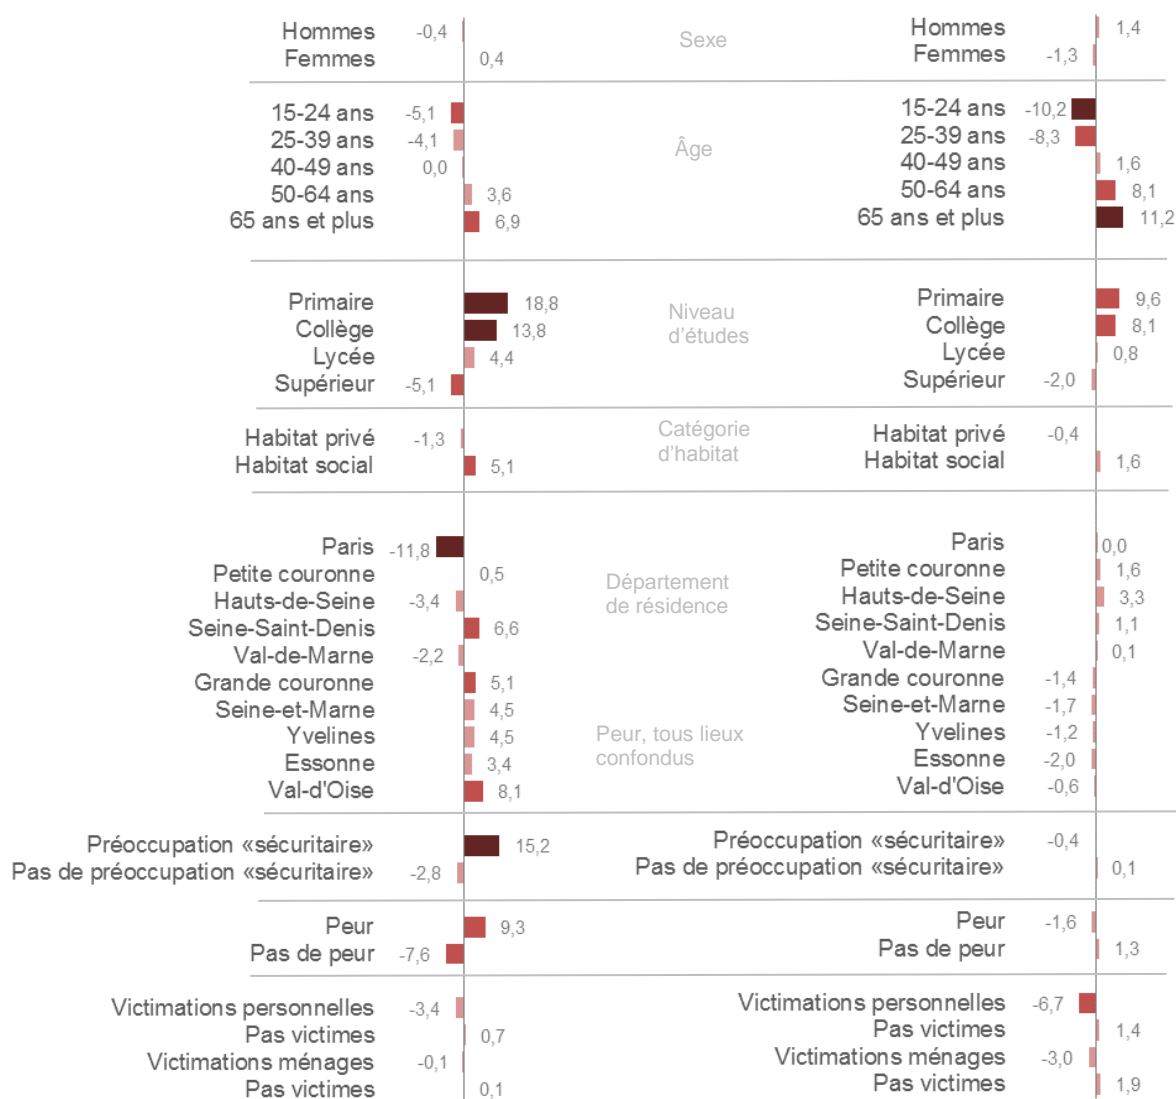 Hommes -0,4 Sexe Hommes 1,4
Femmes 0,4 Femmes -1,3
15-24 ans -5,1 15-24 ans -10,2
25-39 ans -4,1 Âge 25-39 ans -8,3
40-49 ans 0,0 40-49 ans 1,6
50-64 ans 3,6 50-64 ans 8,1
65 ans et plus 6,9 65 ans et plus 11,2
Primaire 18,8 Niveau Primaire 9,6
Collège 13,8 d'études Collège 8,1
Lycée 4,4 Lycée 0,8
Supérieur -5,1 Supérieur -2,0
Habitat privé -1,3 Catégorie Habitat privé -0,4
Habitat social 5,1 d'habitat Habitat social 1,6
Paris -11,8 Paris 0,0
Petite couronne 0,5 Département Petite couronne 1,6
Hauts-de-Seine -3,4 de résidence Hauts-de-Seine 3,3
Seine-Saint-Denis 6,6 Seine-Saint-Denis 1,1
Val-de-Marne -2,2 Val-de-Marne 0,1
Grande couronne 5,1 Grande couronne -1,4
Seine-et-Marne 4,5 Seine-et-Marne -1,7
Yvelines 4,5 Peur, tous lieux Yvelines -1,2
Essonne 3,4 confondus Essonne -2,0
Val-d'Oise 8,1 Val-d'Oise -0,6
Préoccupation «sécuritaire» 15,2 Préoccupation «sécuritaire» -0,4
Pas de préoccupation «sécuritaire» -2,8 Pas de préoccupation «sécuritaire» 0,1
Peur 9,3 Peur -1,6
Pas de peur -7,6 Pas de peur 1,3
Victimations personnelles -3,4 Victimations personnelles -6,7
Pas victimes 0,7 Pas victimes 1,4
Victimations ménages -0,1 Victimations ménages -3,0
Pas victimes 0,1 Pas victimes 1,9